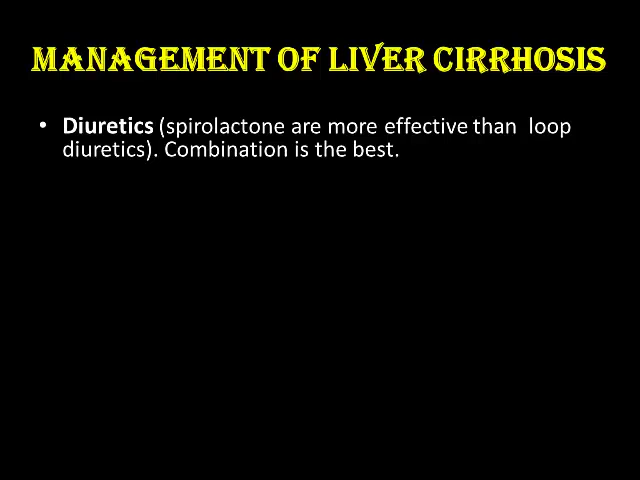 MANAGEMENT OF LIVER CIRRHOSIS
• Diuretics (spirolactone are more effective than loop
diuretics). Combination is the best.